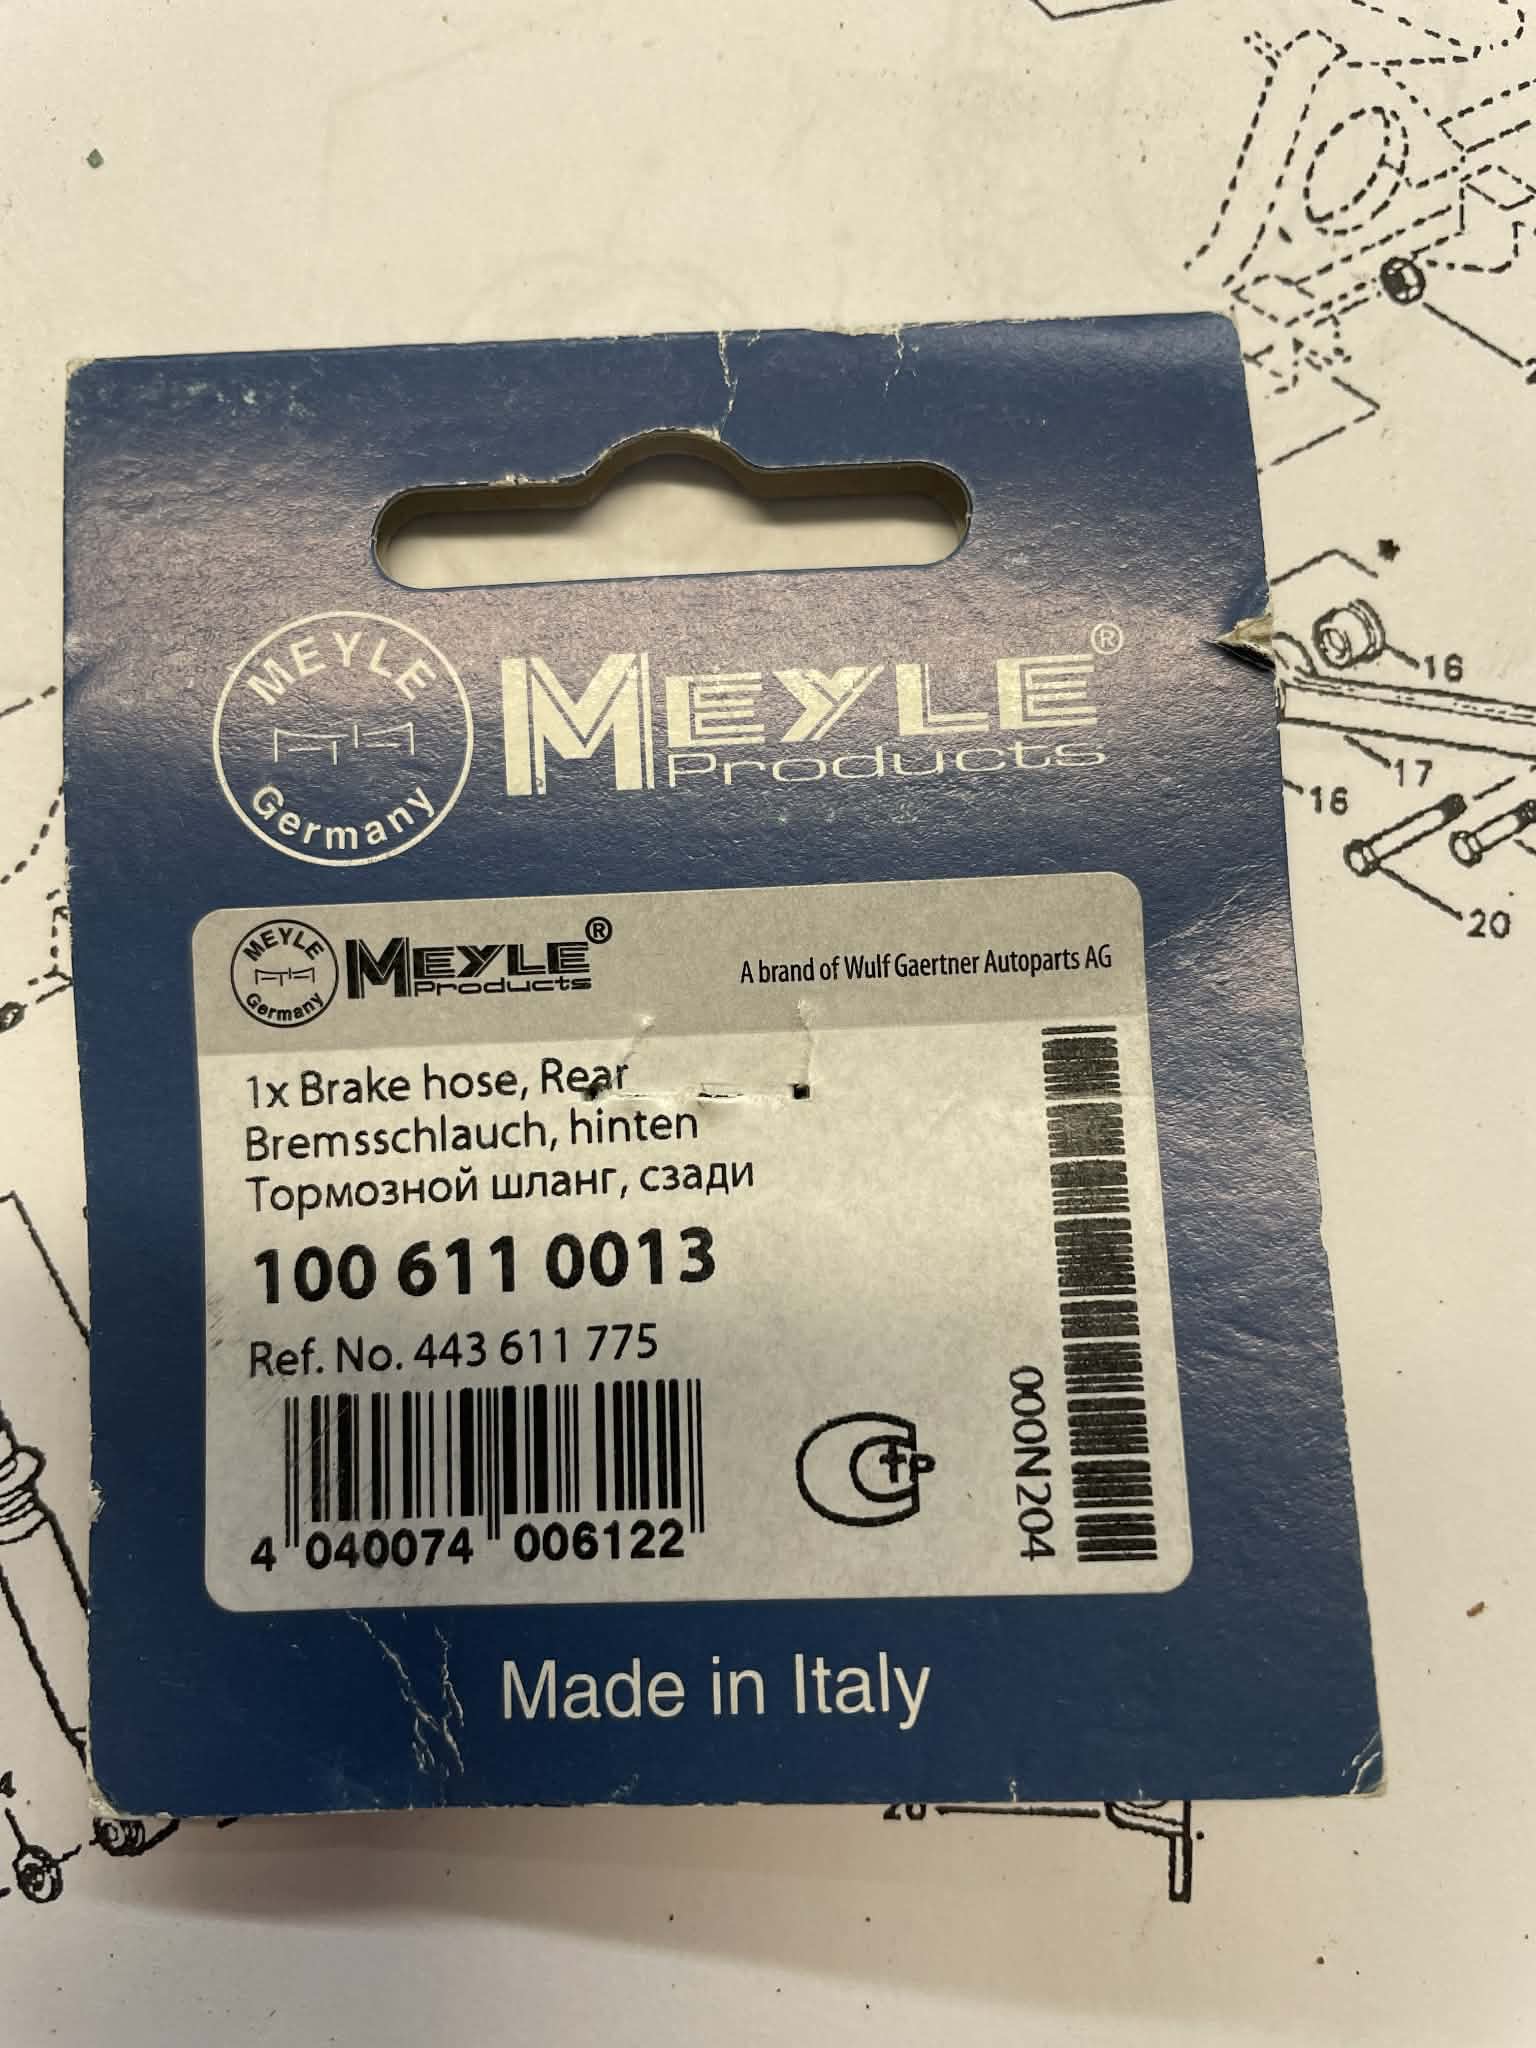 MEYLE
Germany
MEYLE®
Products
MEYLE
Germany
MEYLE®
Products
A brand of Wulf Gaertner Autoparts AG
1x Brake hose, Rear
Bremsschlauch, hinten
Тормозной шланг, сзади
100 611 0013
Ref. No. 443 611 775
4 040074 006122
000N204
Made in Italy
16
17
16
20
20